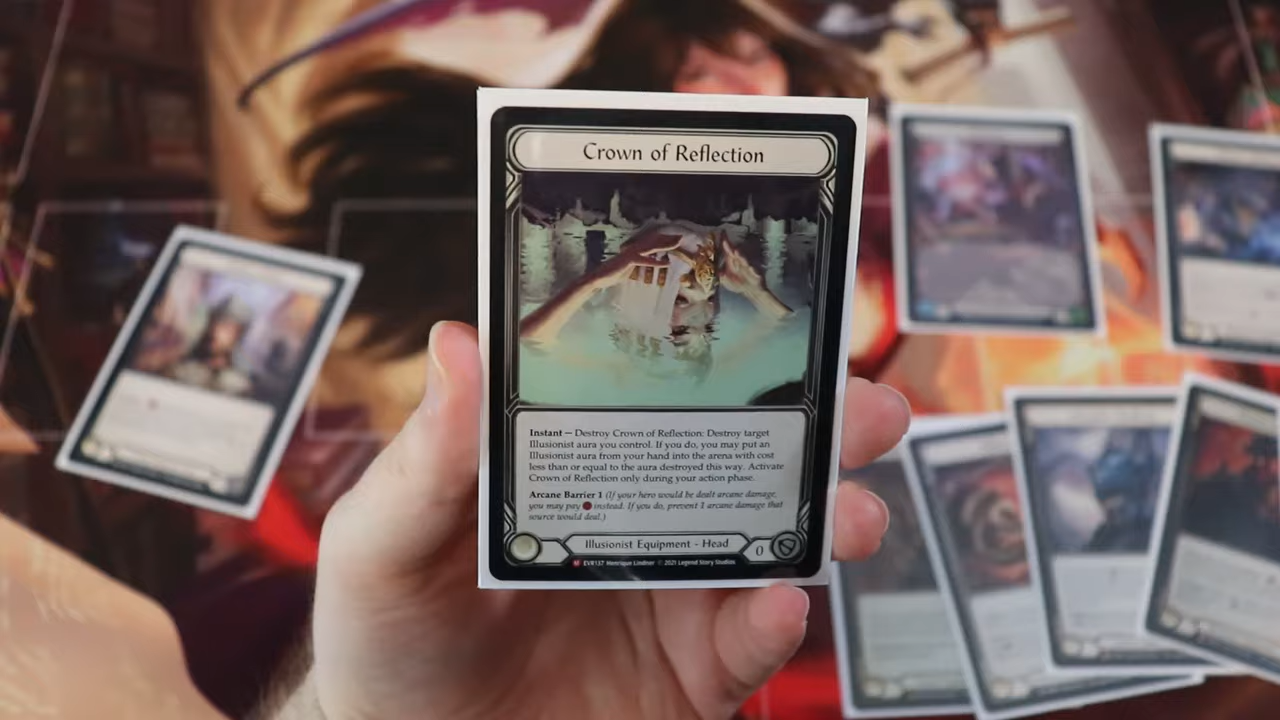 Crown of Reflection
Instant — Destroy Crown of Reflection: Destroy target
Illusionist aura you control. If you do, you may put an
Illusionist aura from your hand into the arena with cost
less than or equal to the aura destroyed this way. Activate
Crown of Reflection only during your action phase.
Arcane Barrier 1 (If your hero would be dealt arcane damage,
you may pay instead. If you do, prevent 1 arcane damage that
source would deal.)
Illusionist Equipment - Head
0
M EVR137 Henrique Lindner © 2021 Legend Story Studios